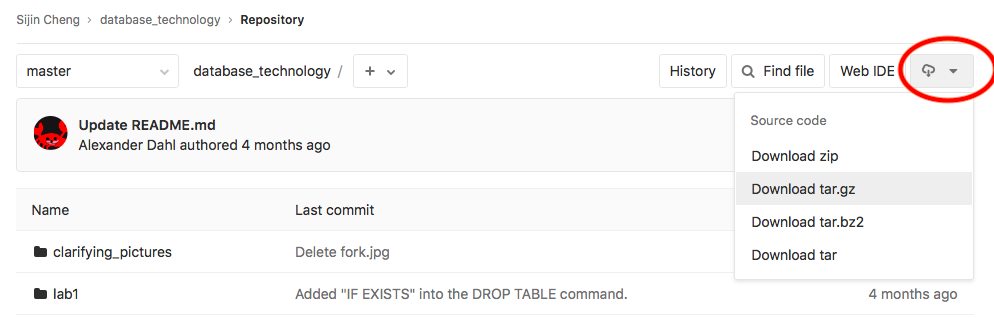 Sijin Cheng > database_technology > Repository
master database_technology / + History Find file Web IDE
Update README.md
Alexander Dahl authored 4 months ago
Source code
Download zip
Download tar.gz
Download tar.bz2
Download tar
Name Last commit
clarifying_pictures Delete fork.jpg
lab1 Added "IF EXISTS" into the DROP TABLE command. 4 months ago